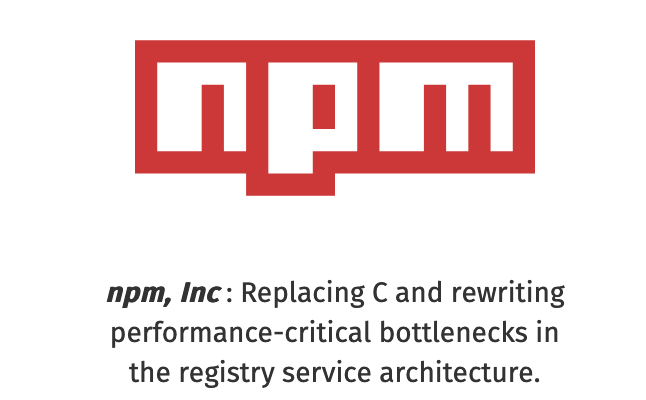 npm
npm, Inc : Replacing C and rewriting
performance-critical bottlenecks in
the registry service architecture.